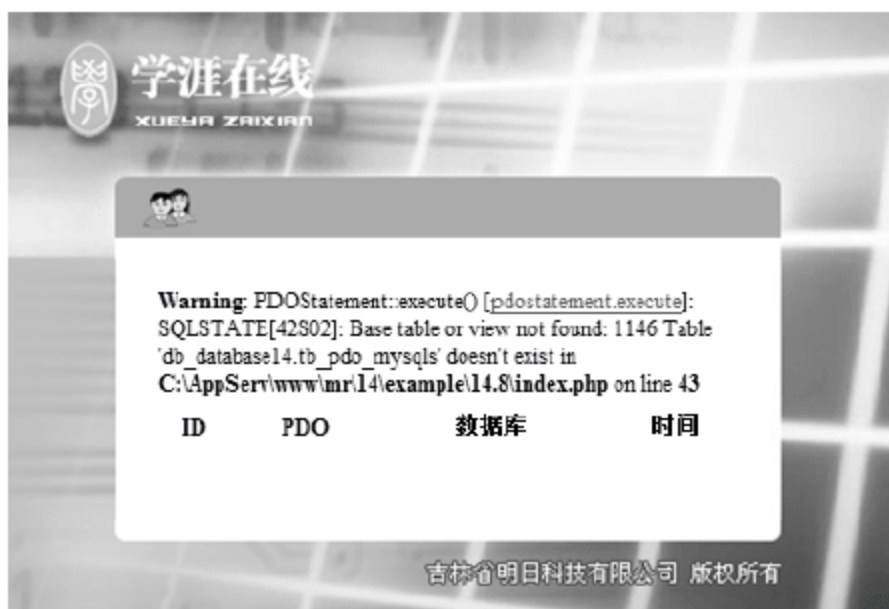 学涯在线
XUEYA ZAIXIAN
Warning: PDOStatement::execute() [pdostatement.execute]:
SQLSTATE[42S02]: Base table or view not found: 1146 Table
'db_database14.tb_pdo_mysqls' doesn't exist in
C:\AppServ\www\mr\14\example\14.8\index.php on line 43
ID PDO 数据库 时间
吉林省明日科技有限公司 版权所有